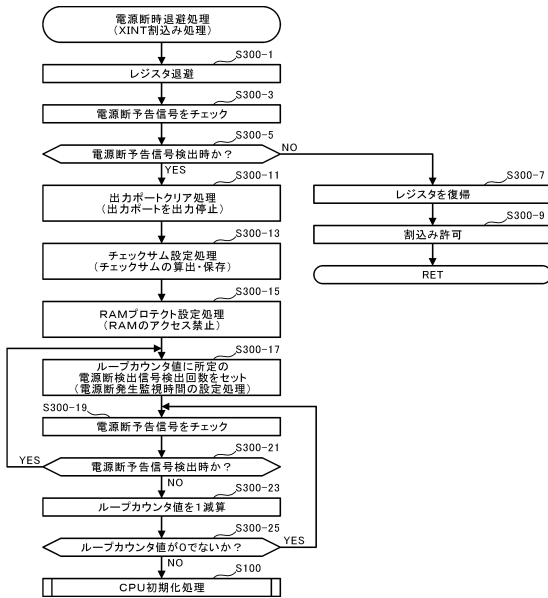 電源断時退避処理
（XINT割込み処理）
S300-1
レジスタ退避
S300-3
電源断予告信号をチェック
S300-5
電源断予告信号検出時か？
NO
YES
S300-7
レジスタを復帰
S300-9
割込み許可
RET
S300-11
出力ポートクリア処理
（出力ポートを出力停止）
S300-13
チェックサム設定処理
（チェックサムの算出・保存）
S300-15
RAMプロテクト設定処理
（RAMのアクセス禁止）
S300-17
ループカウンタ値に所定の
電源断検出信号検出回数をセット
（電源断発生監視時間の設定処理）
S300-19
電源断予告信号をチェック
S300-21
YES
電源断予告信号検出時か？
NO
S300-23
ループカウンタ値を1減算
S300-25
ループカウンタ値が0でないか？
YES
NO
S100
CPU初期化処理